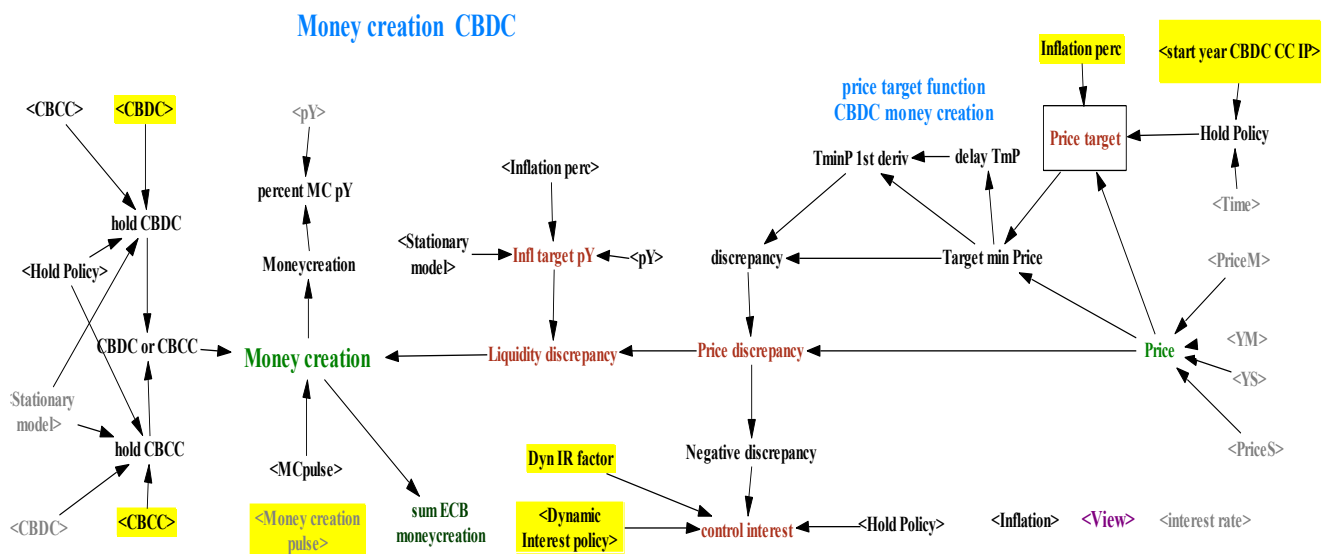 Money creation CBDC
Inflation perc
<start year CBDC CC IP>
price target function
CBDC money creation
<CBCC>
<CBDC>
<pY>
Price target
Hold Policy
TminP 1st deriv
delay TmP
<Inflation perc>
percent MC pY
<Time>
hold CBDC
<Stationary
model>
Infl target pY
<pY>
discrepancy
Target min Price
<Hold Policy>
Moneycreation
<PriceM>
CBDC or CBCC
Money creation
Liquidity discrepancy
Price discrepancy
Price
<YM>
<YS>
<Stationary
model>
hold CBCC
<MCpulse>
Negative discrepancy
<PriceS>
Dyn IR factor
<CBDC>
<CBCC>
<Money creation
pulse>
sum ECB
moneycreation
<Dynamic
Interest policy>
control interest
<Hold Policy>
<Inflation>
<View>
<interest rate>